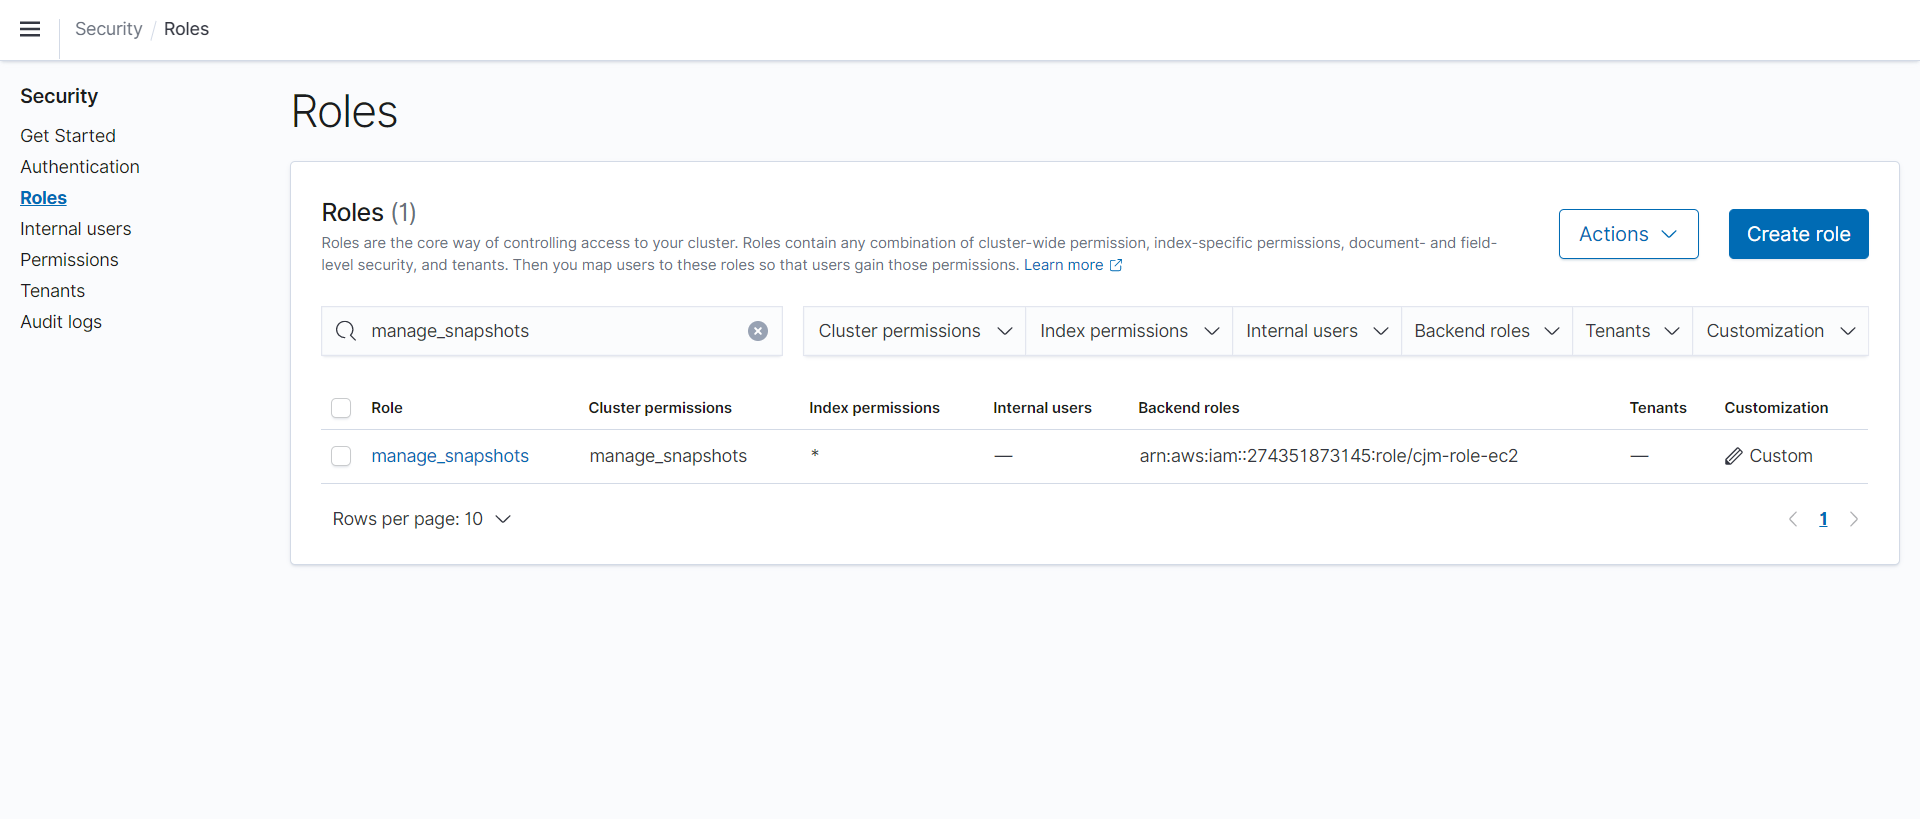 Security / Roles
Security
Get Started
Authentication
Roles
Internal users
Permissions
Tenants
Audit logs
Roles
Roles (1)
Roles are the core way of controlling access to your cluster. Roles contain any combination of cluster-wide permission, index-specific permissions, document- and field-
level security, and tenants. Then you map users to these roles so that users gain those permissions. Learn more
Actions
Create role
manage_snapshots
Cluster permissions
Index permissions
Internal users
Backend roles
Tenants
Customization
Role Cluster permissions Index permissions Internal users Backend roles Tenants Customization
manage_snapshots manage_snapshots * — arn:aws:iam::274351873145:role/cjm-role-ec2 — Custom
Rows per page: 10
1